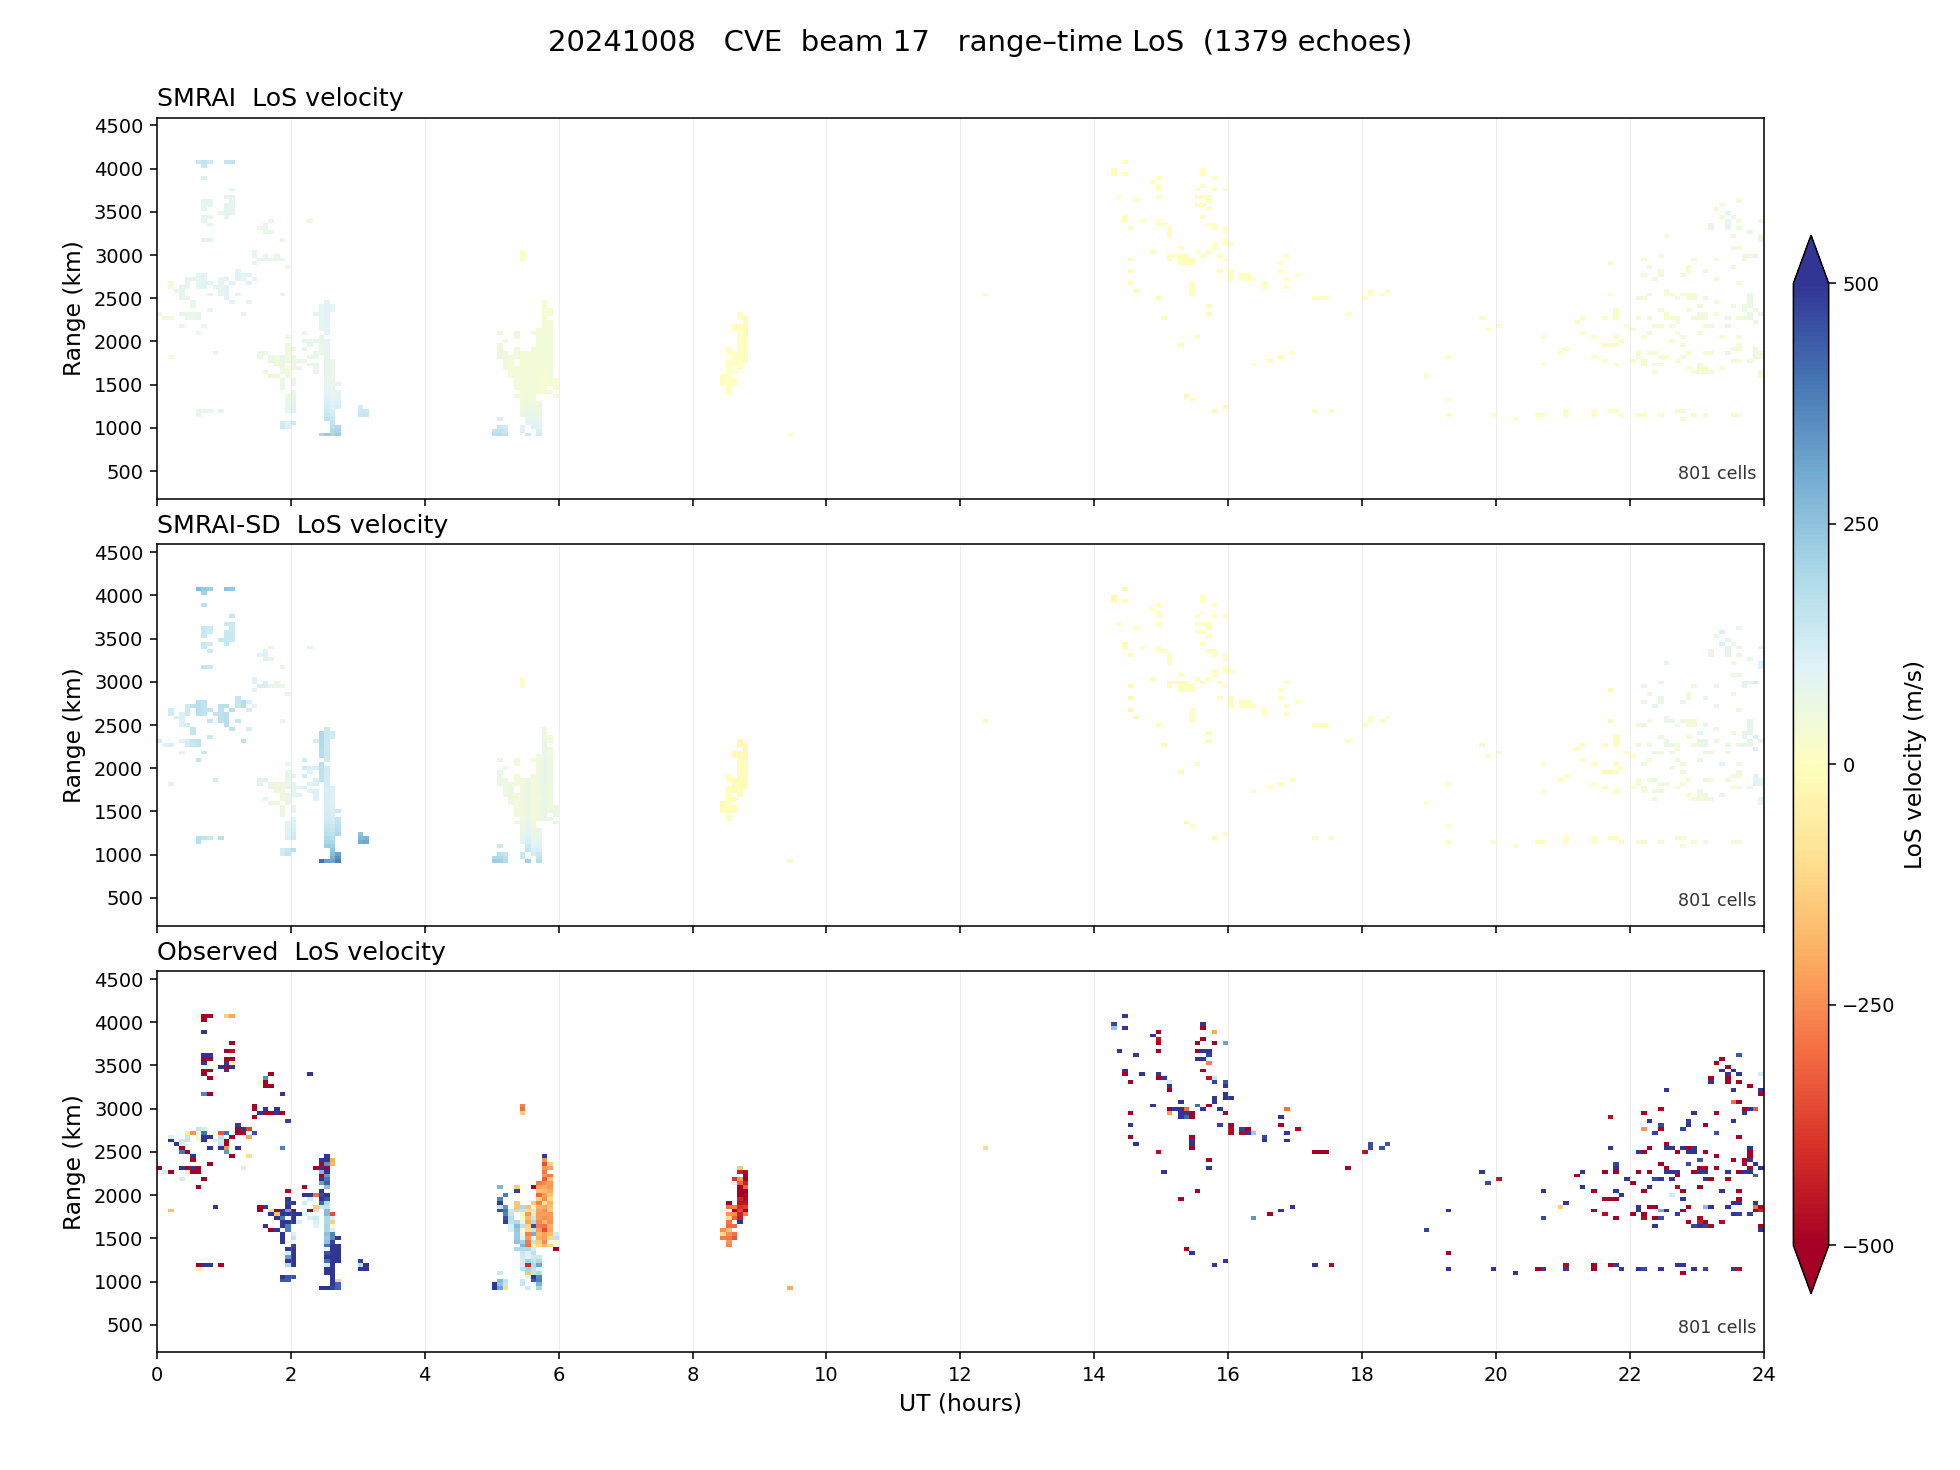 20241008   CVE  beam 17   range–time LoS  (1379 echoes)
SMRAI  LoS velocity
4500
4000
3500
3000
2500
2000
1500
1000
500
Range (km)
801 cells
SMRAI-SD  LoS velocity
4500
4000
3500
3000
2500
2000
1500
1000
500
Range (km)
801 cells
Observed  LoS velocity
4500
4000
3500
3000
2500
2000
1500
1000
500
Range (km)
801 cells
0 2 4 6 8 10 12 14 16 18 20 22 24
UT (hours)
500
250
0
−250
−500
LoS velocity (m/s)